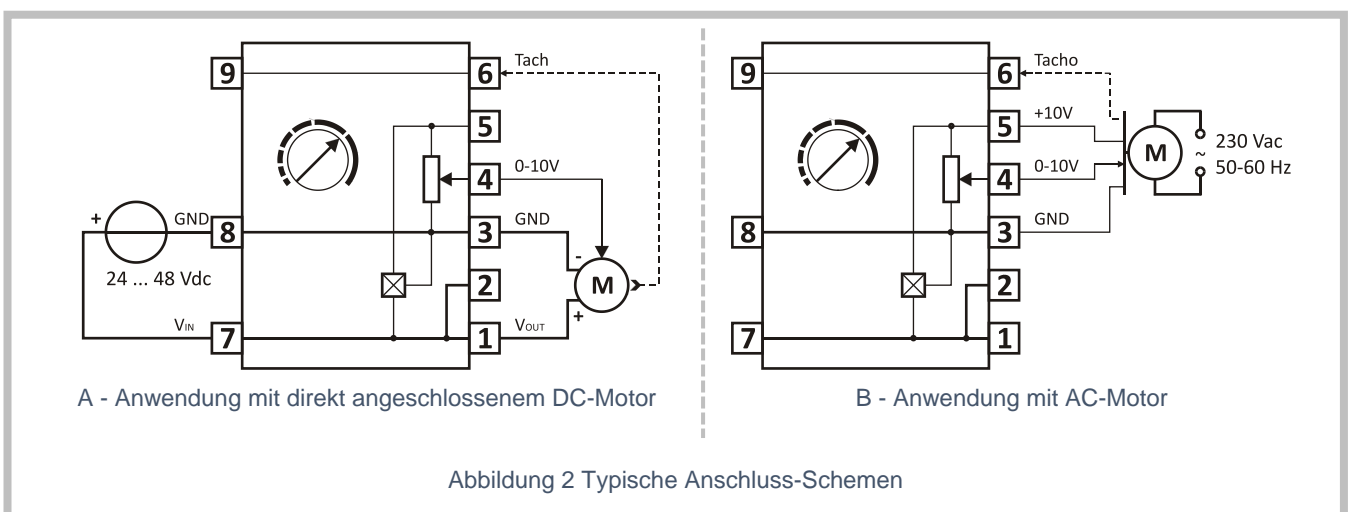 9
6
Tach
5
4
0-10V
+
GND
8
3
GND
-
24 ... 48 Vdc
2
M
+
VIN
7
1
VOUT
A - Anwendung mit direkt angeschlossenem DC-Motor
9
6
Tacho
5
+10V
M
230 Vac
~
50-60 Hz
4
0-10V
8
3
GND
2
7
1
B - Anwendung mit AC-Motor
Abbildung 2 Typische Anschluss-Schemen